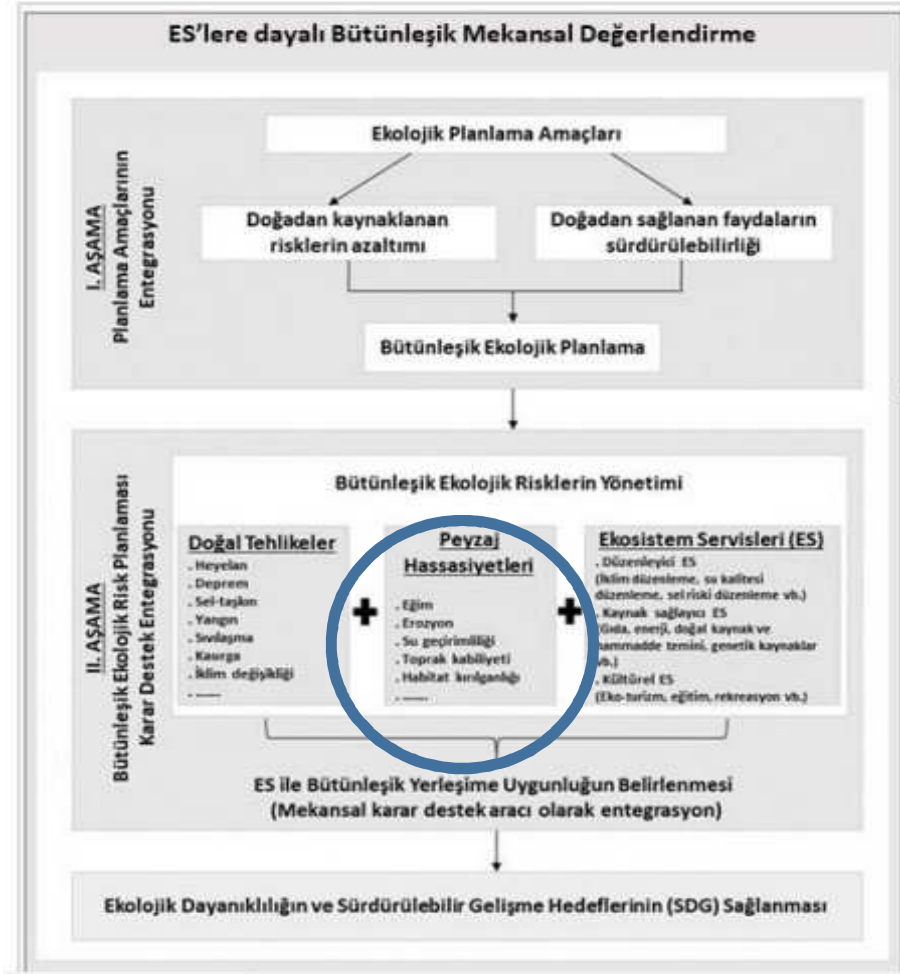 ES'lere dayalı Bütünleşik Mekansal Değerlendirme
I. AŞAMA
Planlama Amaçlarının
Entegrasyonu
Ekolojik Planlama Amaçları
Doğadan kaynaklanan
risklerin azaltımı
Doğadan sağlanan faydaların
sürdürülebilirliği
Bütünleşik Ekolojik Planlama
II. AŞAMA
Bütünleşik Ekolojik Risk Planlaması
Karar Destek Entegrasyonu
Bütünleşik Ekolojik Risklerin Yönetimi
Doğal Tehlikeler
. Heyelan
. Deprem
. Sel-taşkın
. Yangın
. Sıvılaşma
. Kasırga
. İklim değişikliği
. ......
+
Peyzaj
Hassasiyetleri
. Eğim
. Erozyon
. Su geçirimliliği
. Toprak kabiliyeti
. Habitat kırılganlığı
. ......
+
Ekosistem Servisleri (ES)
. Düzenleyici ES
(İklim düzenleme, su kalitesi
düzenleme, sel riski düzenleme vb.)
. Kaynak sağlayıcı ES
(Gıda, enerji, doğal kaynak ve
hammadde temini, genetik kaynaklar
vb.)
. Kültürel ES
(Eko-turizm, eğitim, rekreasyon vb.)
ES ile Bütünleşik Yerleşime Uygunluğun Belirlenmesi
(Mekansal karar destek aracı olarak entegrasyon)
Ekolojik Dayanıklılığın ve Sürdürülebilir Gelişme Hedeflerinin (SDG) Sağlanması